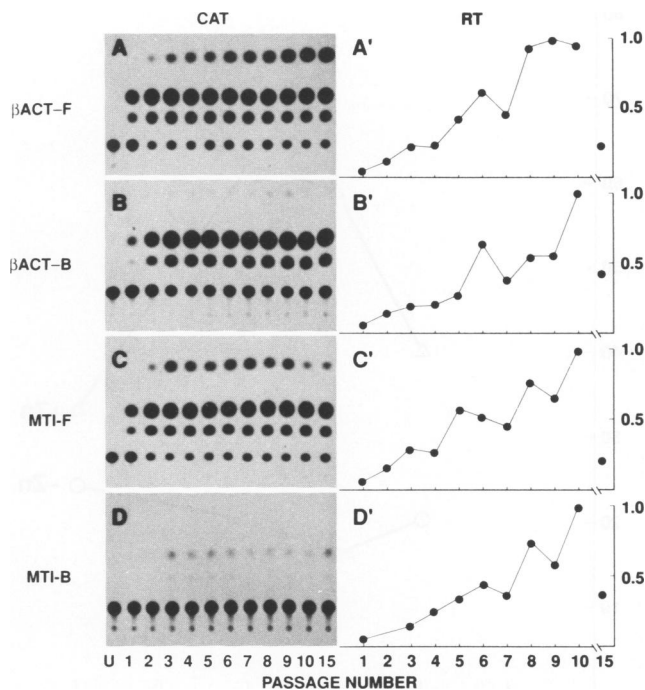 CAT RT
A A' 1.0
βACT-F 0.5
B B' 1.0
βACT-B 0.5
C C' 1.0
MTI-F 0.5
D D' 1.0
MTI-B 0.5
U 1 2 3 4 5 6 7 8 9 10 15 1 2 3 4 5 6 7 8 9 10 15
PASSAGE NUMBER